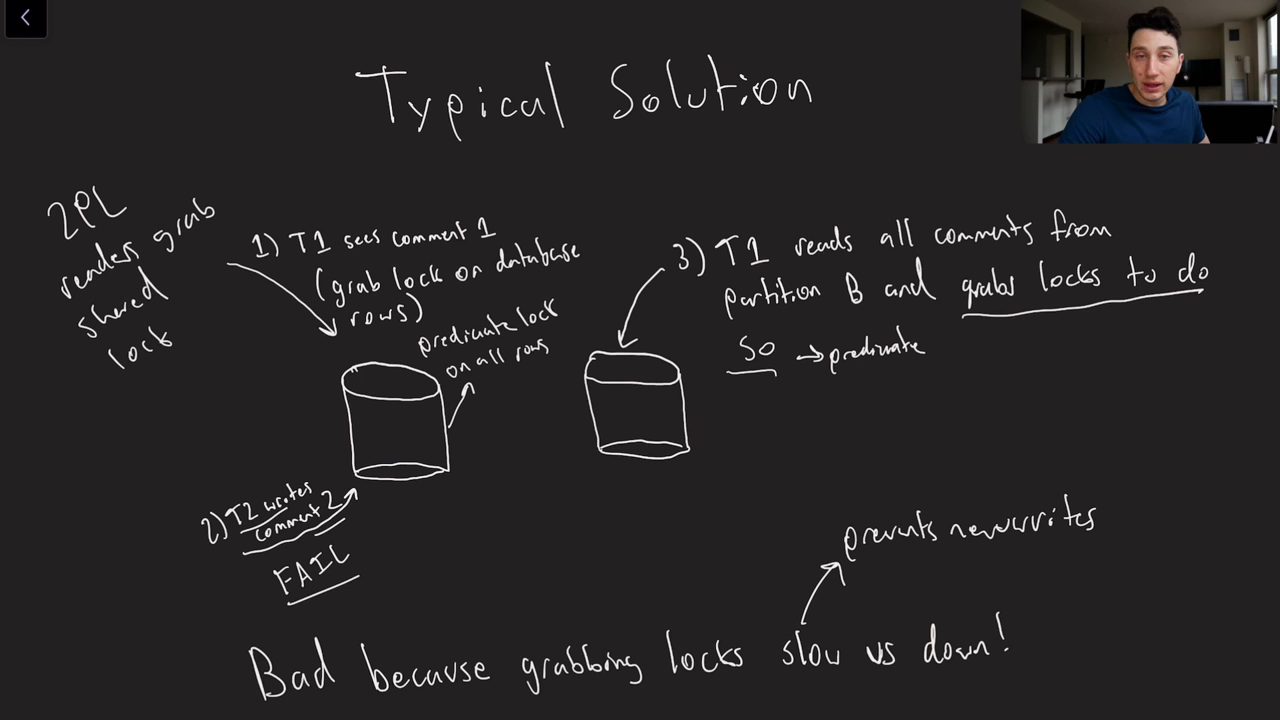 Typical Solution
2PL
readers grab
shared
lock
1) T1 sees comment 1
(grab lock on database
rows)
predicate lock
on all rows
2) T2 writes
comment 2
FAIL
3) T1 reads all comments from
partition B and grabs locks to do
so → predicate
prevents new writes
Bad because grabbing locks slow us down!